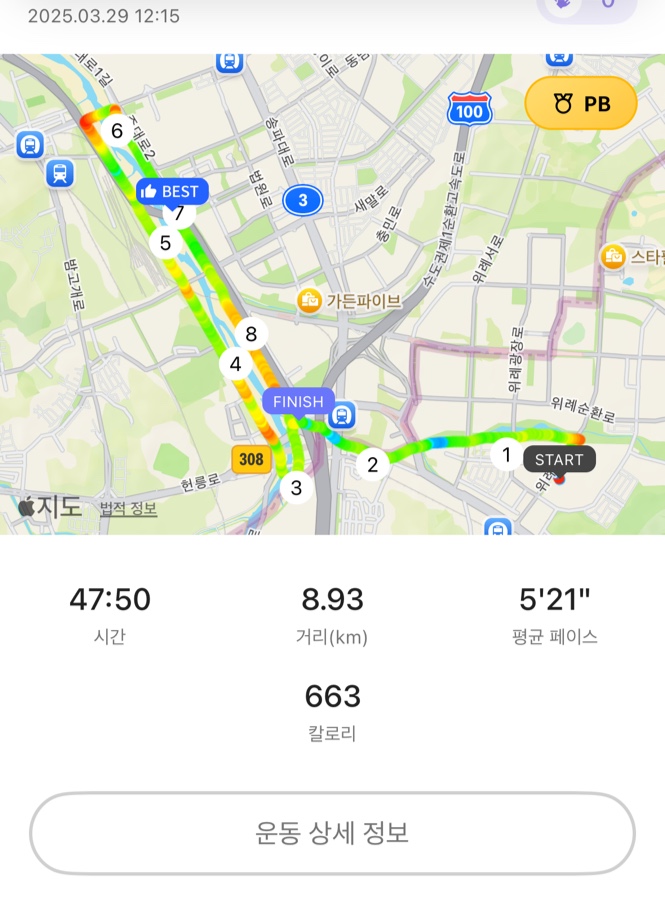 2025.03.29 12:15
0
PB
100
6
송파대로
법원로
BEST
7
3
새말로
충민로
수도권제1순환고속도로
위례서로
5
밤고개로
가든파이브
스타필
위례광장로
8
4
FINISH
위례순환로
308
2
1
START
헌릉로
3
지도
법적 정보
47:50
8.93
5'21"
시간
거리(km)
평균 페이스
663
칼로리
운동 상세 정보